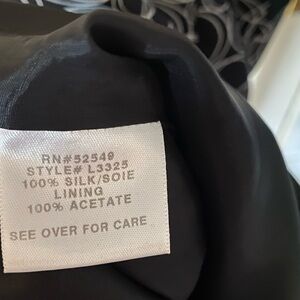 RN#52549
STYLE# L3325
100% SILK/SOIE
LINING
100% ACETATE
SEE OVER FOR CARE